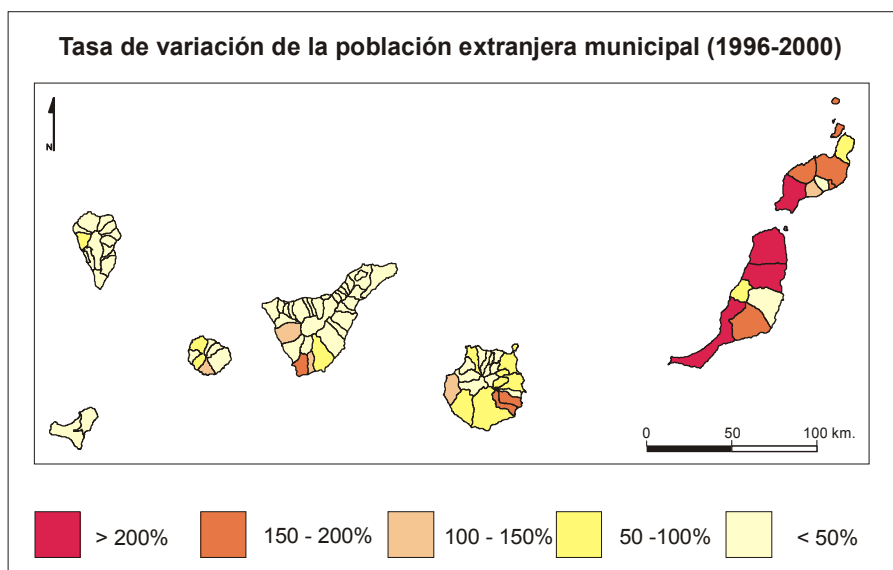 Tasa de variación de la población extranjera municipal (1996-2000)
N
0 50 100 km.
> 200% 150 - 200% 100 - 150% 50 -100% < 50%